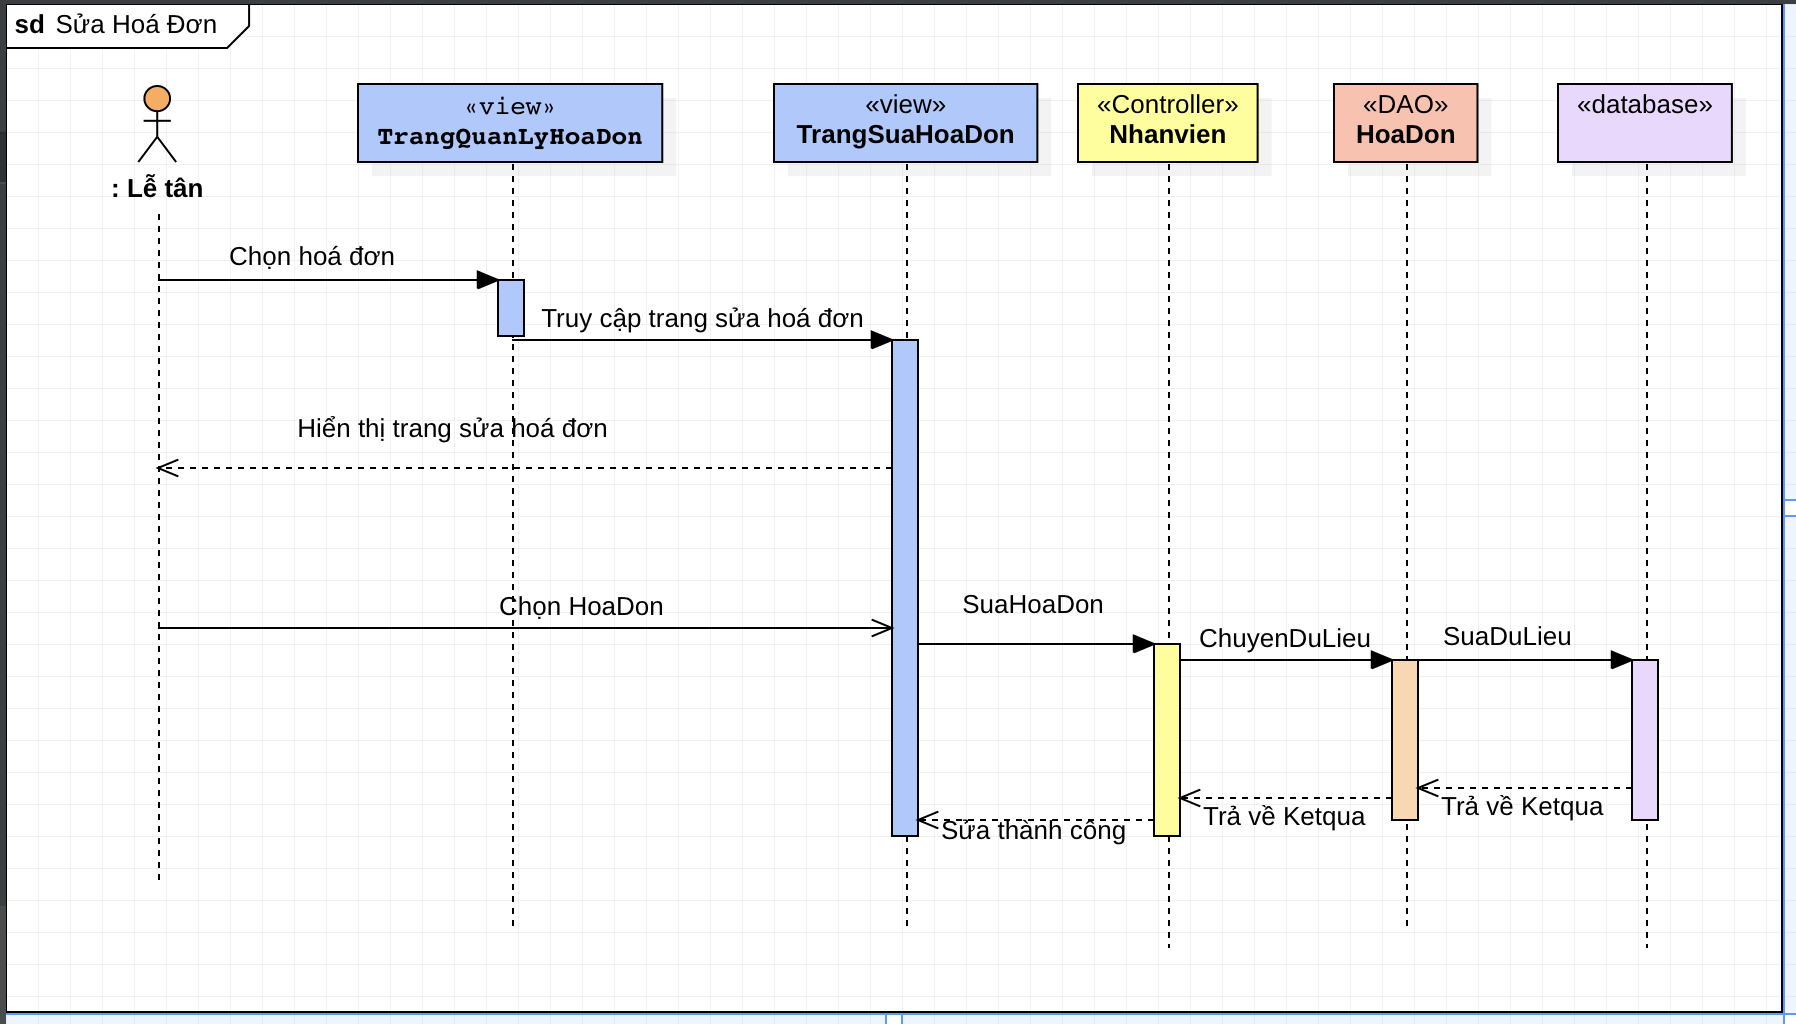 sd Sửa Hoá Đơn
«view»
TrangQuanLyHoaDon
«view»
TrangSuaHoaDon
«Controller»
Nhanvien
«DAO»
HoaDon
«database»
: Lễ tân
Chọn hoá đơn
Truy cập trang sửa hoá đơn
Hiển thị trang sửa hoá đơn
Chọn HoaDon
SuaHoaDon
ChuyenDuLieu
SuaDuLieu
Trả về Ketqua
Trả về Ketqua
Sửa thành công